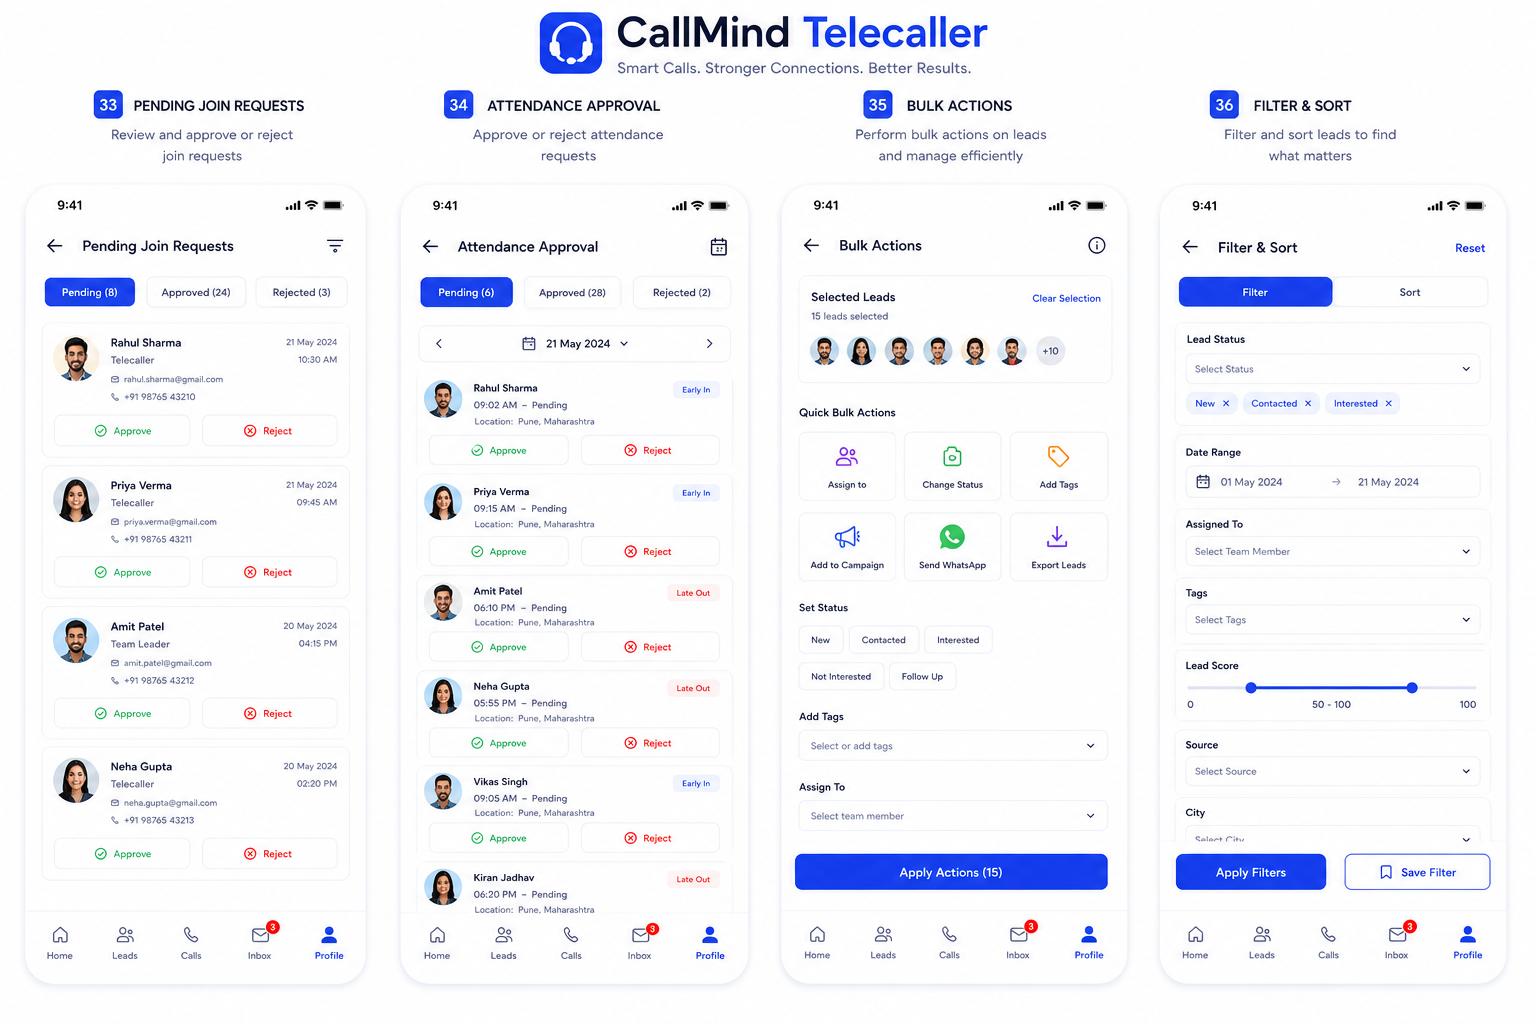 CallMind Telecaller
Smart Calls. Stronger Connections. Better Results.
33 PENDING JOIN REQUESTS
Review and approve or reject
join requests
9:41
Pending Join Requests
Pending (8) Approved (24) Rejected (3)
Rahul Sharma 21 May 2024
Telecaller 10:30 AM
rahul.sharma@gmail.com
+91 98765 43210
Approve Reject
Priya Verma 21 May 2024
Telecaller 09:45 AM
priya.verma@gmail.com
+91 98765 43211
Approve Reject
Amit Patel 20 May 2024
Team Leader 04:15 PM
amit.patel@gmail.com
+91 98765 43212
Approve Reject
Neha Gupta 20 May 2024
Telecaller 02:20 PM
neha.gupta@gmail.com
+91 98765 43213
Approve Reject
3
Home Leads Calls Inbox Profile
34 ATTENDANCE APPROVAL
Approve or reject attendance
requests
9:41
Attendance Approval
Pending (6) Approved (28) Rejected (2)
21 May 2024
Rahul Sharma Early In
09:02 AM – Pending
Location: Pune, Maharashtra
Approve Reject
Priya Verma Early In
09:15 AM – Pending
Location: Pune, Maharashtra
Approve Reject
Amit Patel Late Out
06:10 PM – Pending
Location: Pune, Maharashtra
Approve Reject
Neha Gupta Late Out
05:55 PM – Pending
Location: Pune, Maharashtra
Approve Reject
Vikas Singh Early In
09:05 AM – Pending
Location: Pune, Maharashtra
Approve Reject
Kiran Jadhav Late Out
06:20 PM – Pending
Location: Pune, Maharashtra
3
Home Leads Calls Inbox Profile
35 BULK ACTIONS
Perform bulk actions on leads
and manage efficiently
9:41
Bulk Actions
Selected Leads Clear Selection
15 leads selected
+10
Quick Bulk Actions
Assign to Change Status Add Tags
Add to Campaign Send WhatsApp Export Leads
Set Status
New Contacted Interested
Not Interested Follow Up
Add Tags
Select or add tags
Assign To
Select team member
Apply Actions (15)
3
Home Leads Calls Inbox Profile
36 FILTER & SORT
Filter and sort leads to find
what matters
9:41
Filter & Sort Reset
Filter Sort
Lead Status
Select Status
New Contacted Interested
Date Range
01 May 2024 → 21 May 2024
Assigned To
Select Team Member
Tags
Select Tags
Lead Score
0 50 - 100 100
Source
Select Source
City
Select City
Apply Filters Save Filter
3
Home Leads Calls Inbox Profile